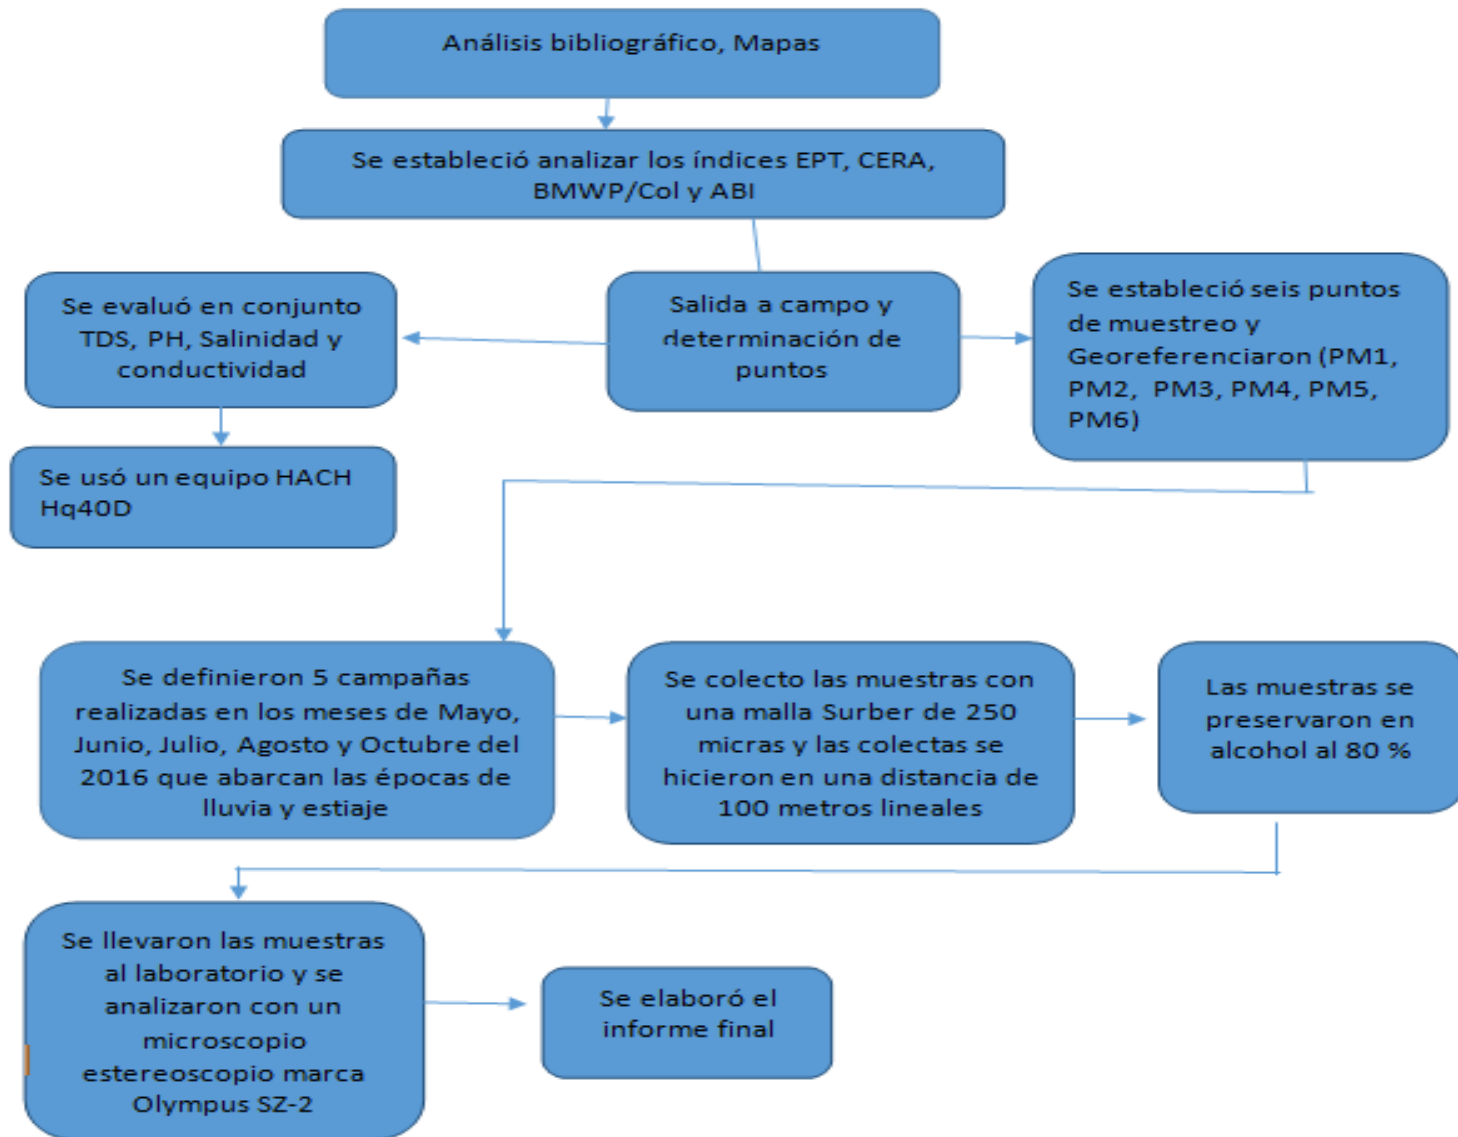 Análisis bibliográfico, Mapas
Se estableció analizar los índices EPT, CERA,
BMWP/Col y ABI
Se evaluó en conjunto
TDS, PH, Salinidad y
conductividad
Salida a campo y
determinación de
puntos
Se estableció seis puntos
de muestreo y
Georeferenciaron (PM1,
PM2, PM3, PM4, PM5,
PM6)
Se usó un equipo HACH
Hq40D
Se definieron 5 campañas
realizadas en los meses de Mayo,
Junio, Julio, Agosto y Octubre del
2016 que abarcan las épocas de
lluvia y estiaje
Se colecto las muestras con
una malla Surber de 250
micras y las colectas se
hicieron en una distancia de
100 metros lineales
Las muestras se
preservaron en
alcohol al 80 %
Se llevaron las muestras
al laboratorio y se
analizaron con un
microscopio
estereoscopio marca
Olympus SZ-2
Se elaboró el
informe final